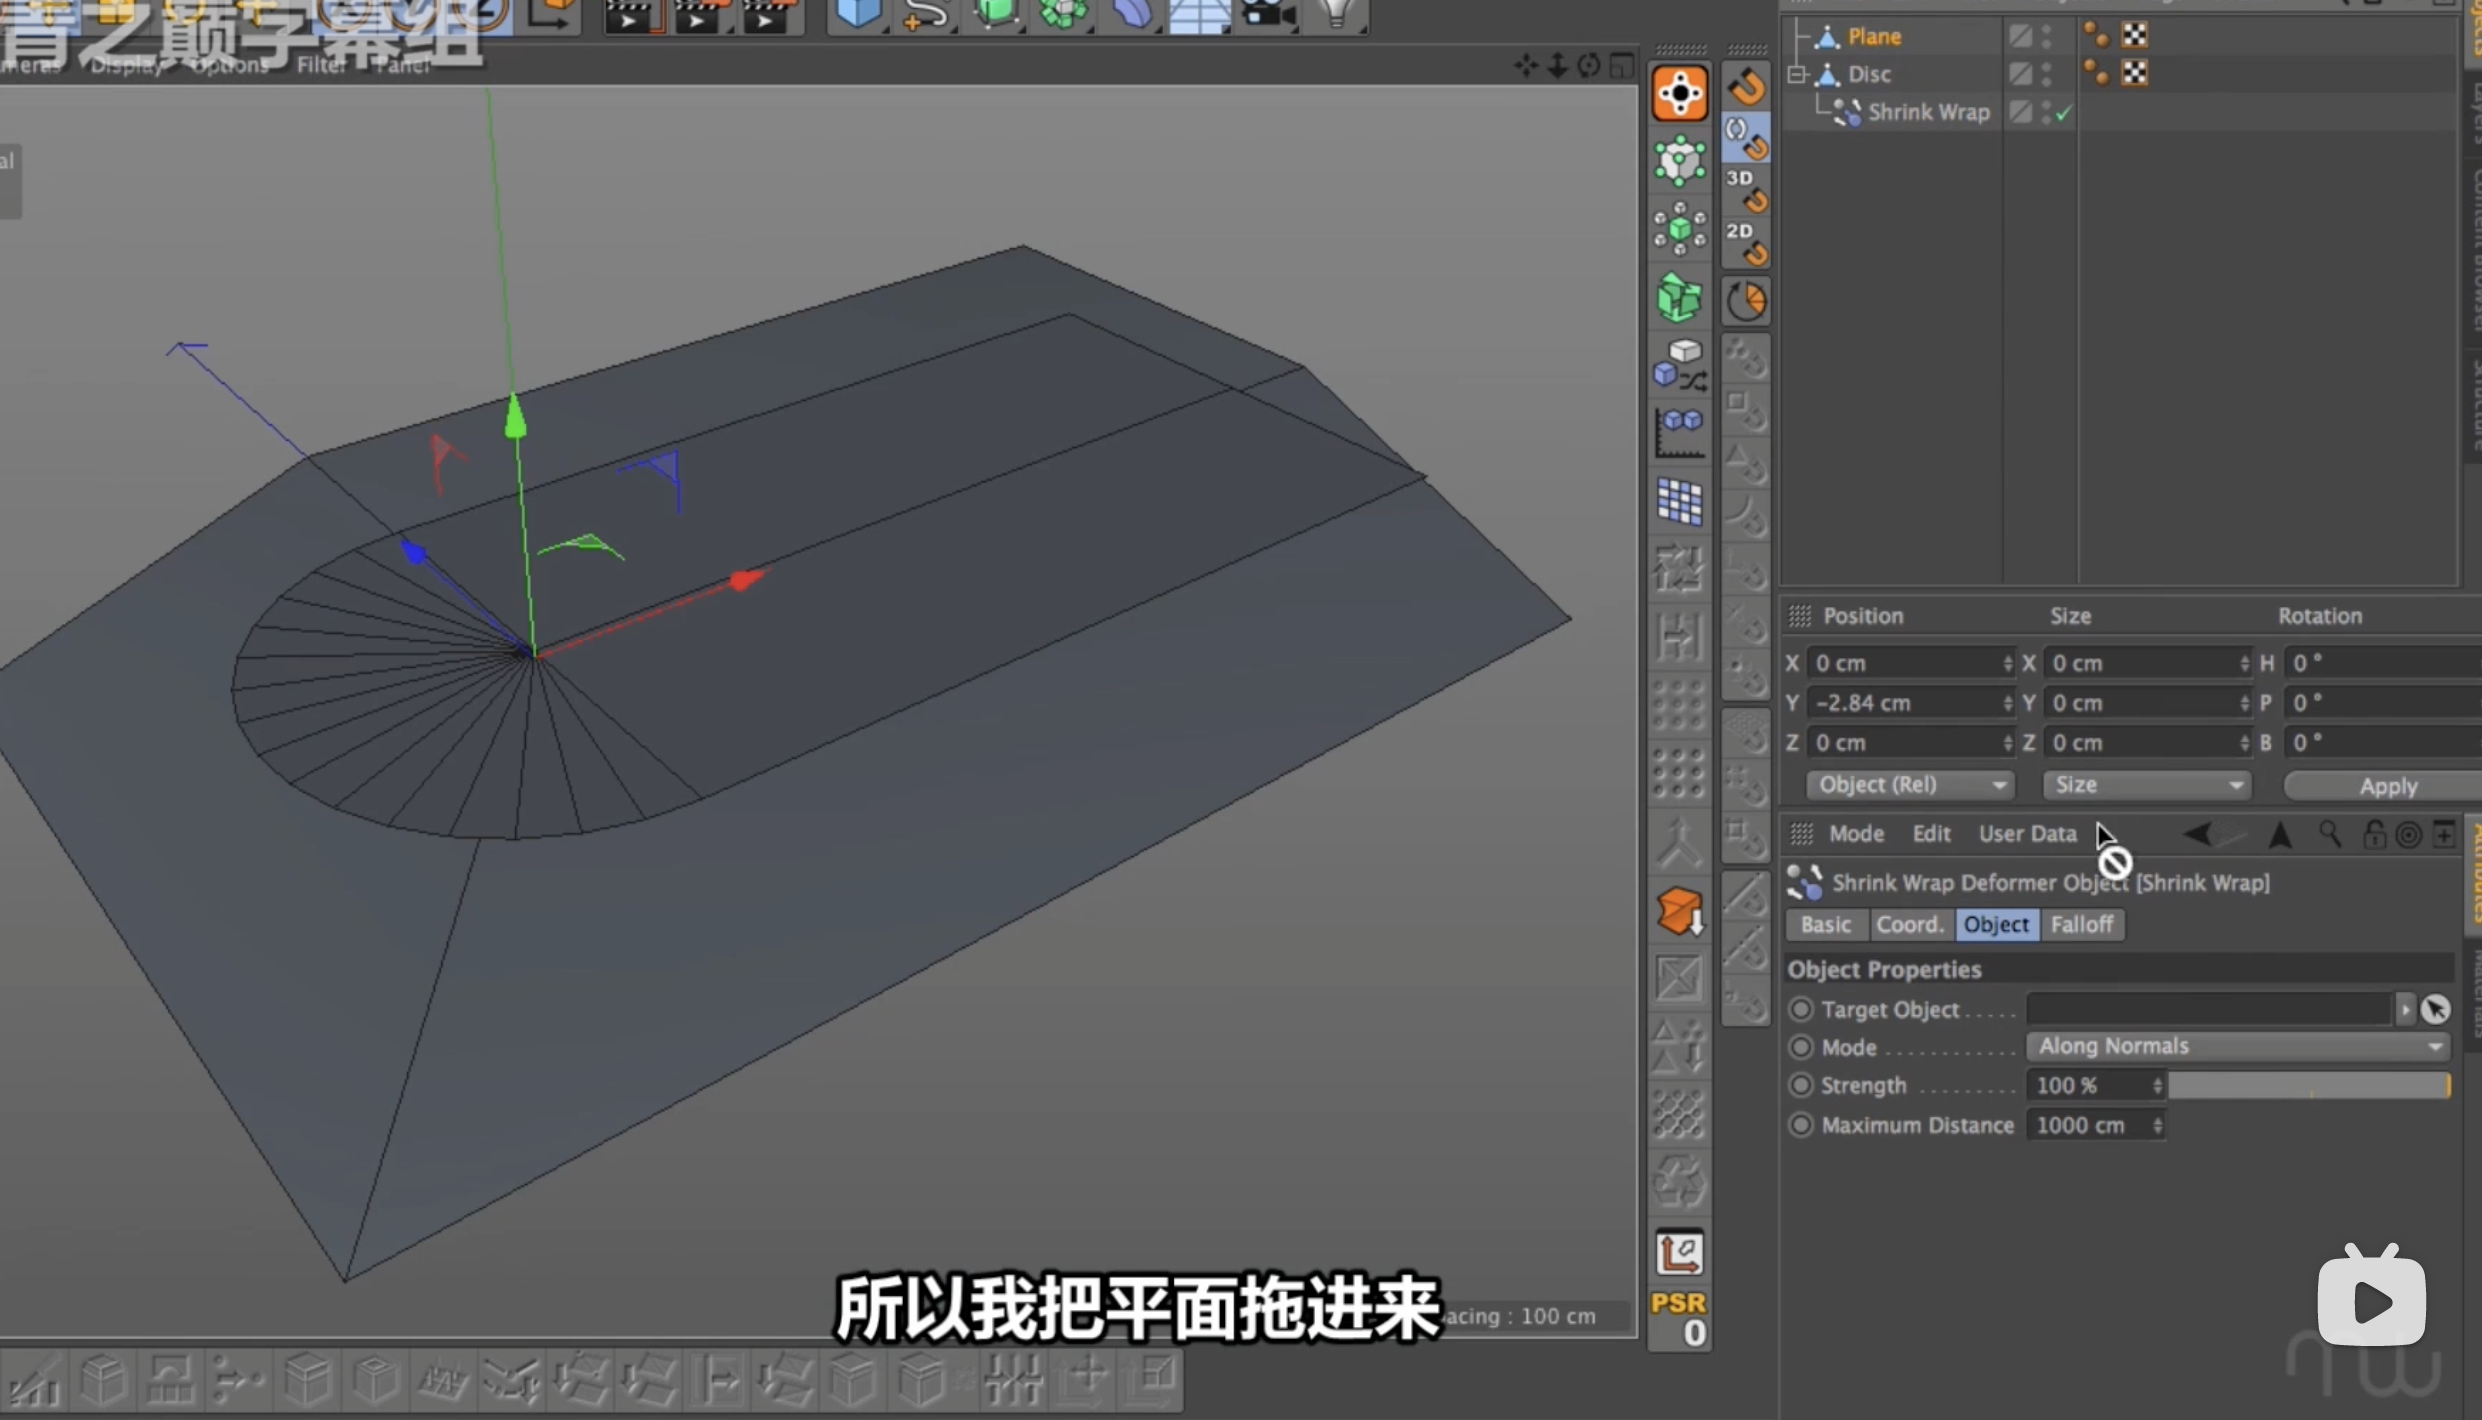 青之巅字幕组
Display
Options
Filter
Panel
Plane
Disc
Shrink Wrap
3D
2D
Position
Size
Rotation
X 0 cm
X 0 cm
H 0 °
Y -2.84 cm
Y 0 cm
P 0 °
Z 0 cm
Z 0 cm
B 0 °
Object (Rel)
Size
Apply
Mode
Edit
User Data
Shrink Wrap Deformer Object [Shrink Wrap]
Basic
Coord.
Object
Falloff
Object Properties
Target Object
Mode
Along Normals
Strength
100 %
Maximum Distance
1000 cm
所以我把平面拖进来
acing : 100 cm
PSR
0